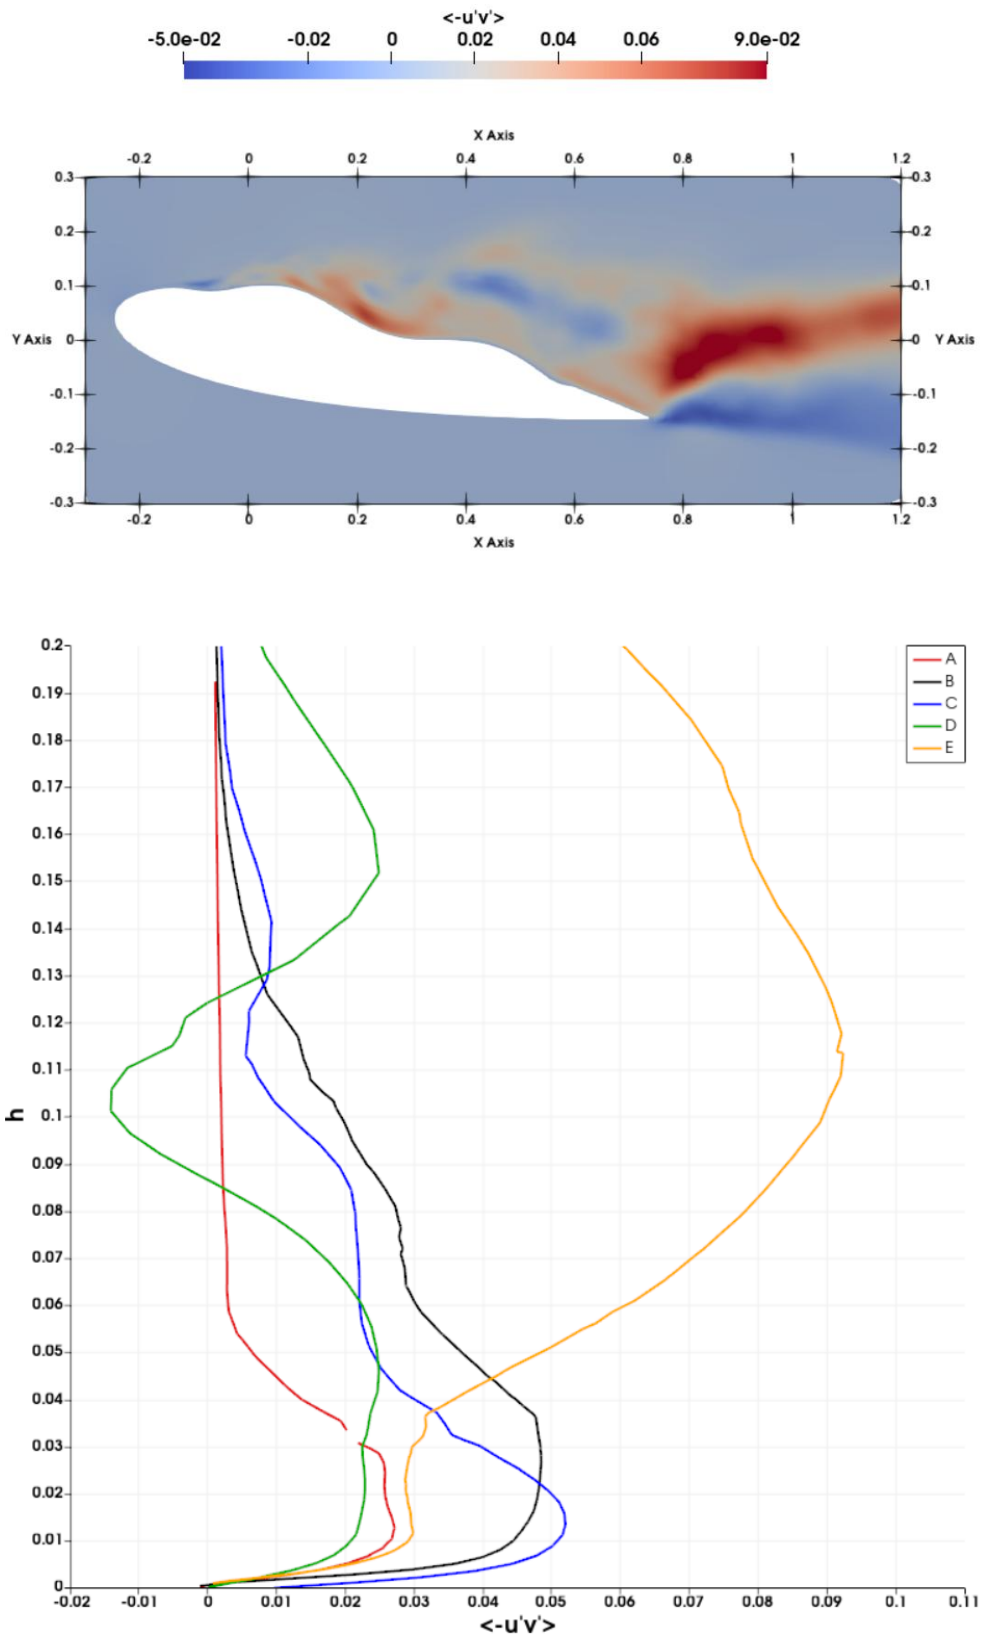 <-u'v'>
-5.0e-02 -0.02 0 0.02 0.04 0.06 9.0e-02
X Axis
-0.2 0 0.2 0.4 0.6 0.8 1 1.2
0.3 0.3
0.2 0.2
0.1 0.1
Y Axis 0 0 Y Axis
-0.1 -0.1
-0.2 -0.2
-0.3 -0.3
-0.2 0 0.2 0.4 0.6 0.8 1 1.2
X Axis
0.2
A
B
C
D
E
0.19
0.18
0.17
0.16
0.15
0.14
0.13
0.12
0.11
0.1
h
0.09
0.08
0.07
0.06
0.05
0.04
0.03
0.02
0.01
0
-0.02 -0.01 0 0.01 0.02 0.03 0.04 0.05 0.06 0.07 0.08 0.09 0.1 0.11
<-u'v'>